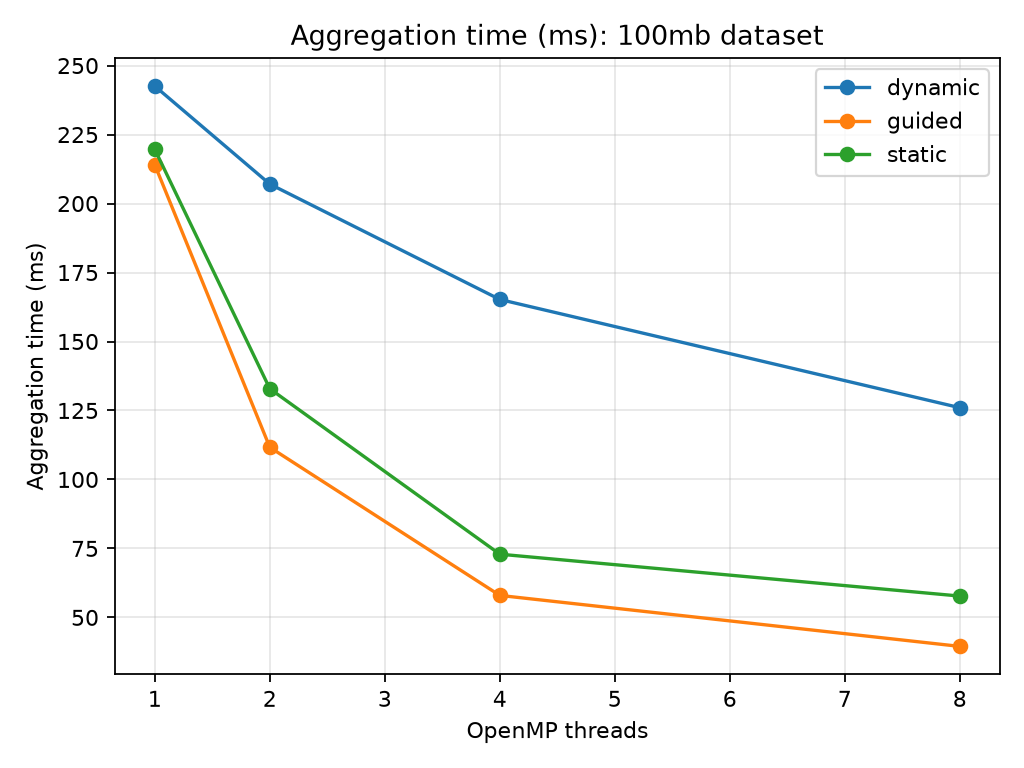 Aggregation time (ms): 100mb dataset
dynamic
guided
static
Aggregation time (ms)
250
225
200
175
150
125
100
75
50
1 2 3 4 5 6 7 8
OpenMP threads